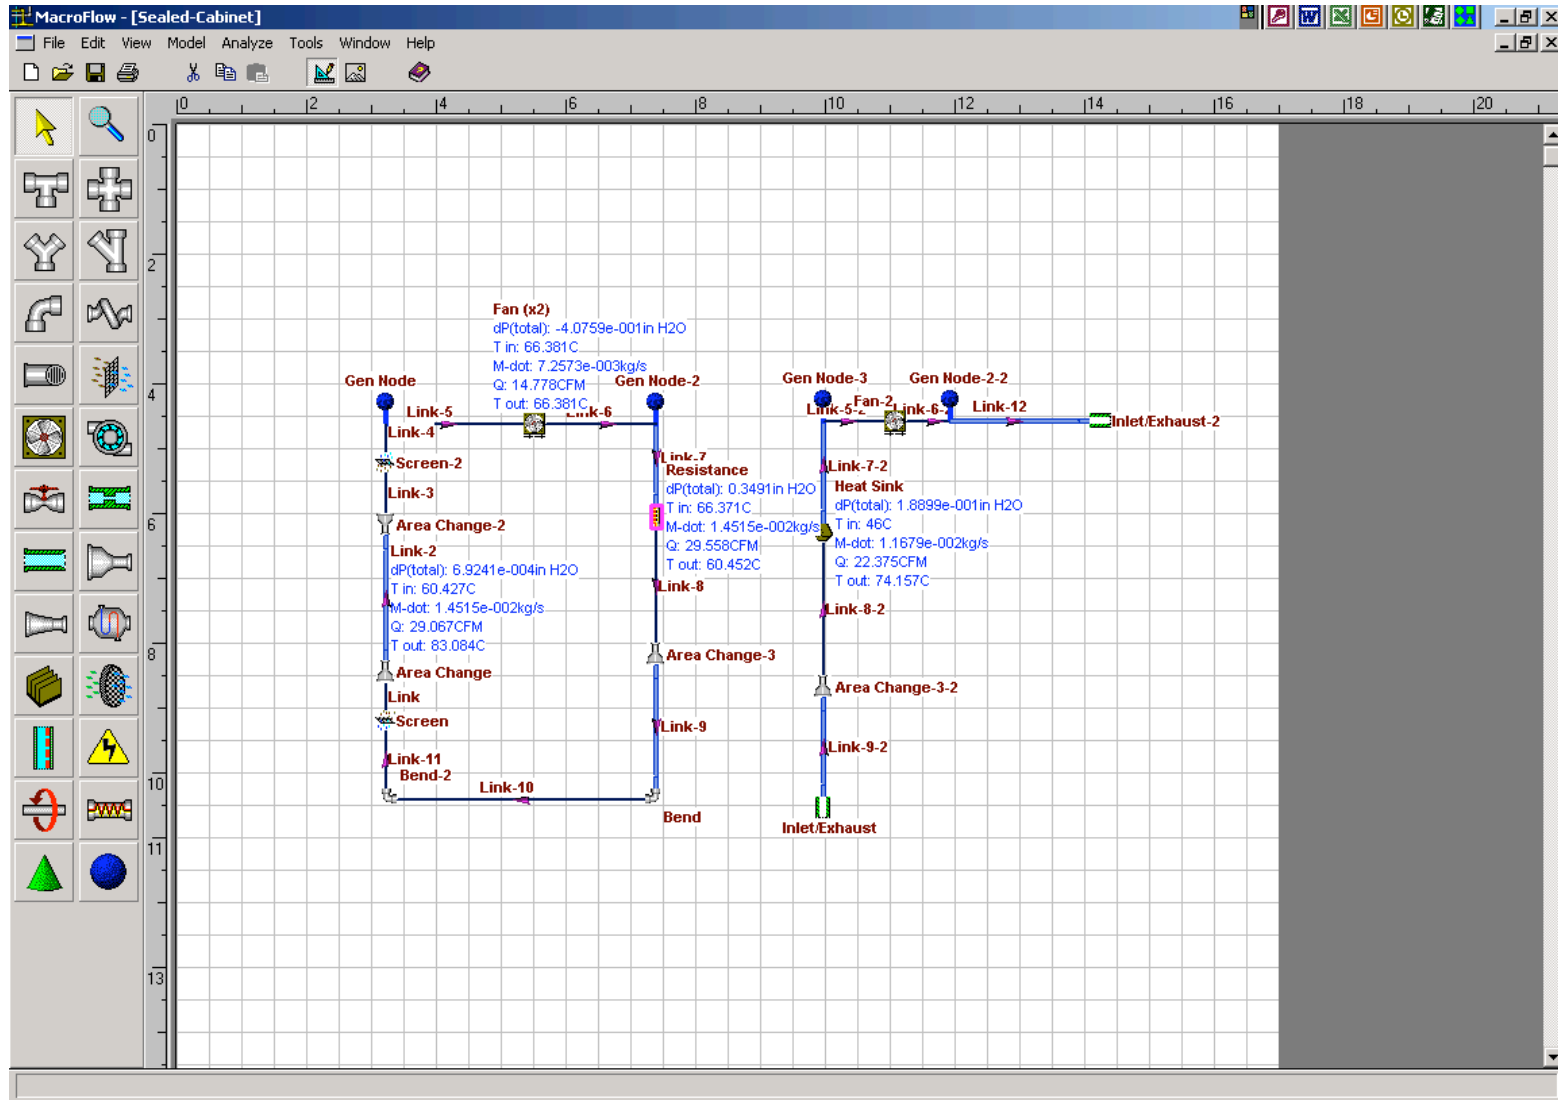 MacroFlow - [Sealed-Cabinet]
File Edit View Model Analyze Tools Window Help
0 2 4 6 8 10 12 14 16 18 20
0
2
4
6
8
10
11
13
Fan (x2)
dP(total): -4.0759e-001in H2O
T in: 66.381C
M-dot: 7.2573e-003kg/s
Q: 14.778CFM
T out: 66.381C
Gen Node
Gen Node-2
Link-5
Link-6
Link-4
Screen-2
Link-3
Area Change-2
Link-2
dP(total): 6.9241e-004in H2O
T in: 60.427C
M-dot: 1.4515e-002kg/s
Q: 29.067CFM
T out: 83.084C
Area Change
Link
Screen
Link-11
Bend-2
Link-10
Link-7
Resistance
dP(total): 0.3491in H2O
T in: 66.371C
M-dot: 1.4515e-002kg/s
Q: 29.558CFM
T out: 60.452C
Link-8
Area Change-3
Link-9
Bend
Gen Node-3
Gen Node-2-2
Link-5-2
Fan-2
Link-6-2
Link-12
Inlet/Exhaust-2
Link-7-2
Heat Sink
dP(total): 1.8899e-001in H2O
T in: 46C
M-dot: 1.1679e-002kg/s
Q: 22.375CFM
T out: 74.157C
Link-8-2
Area Change-3-2
Link-9-2
Inlet/Exhaust